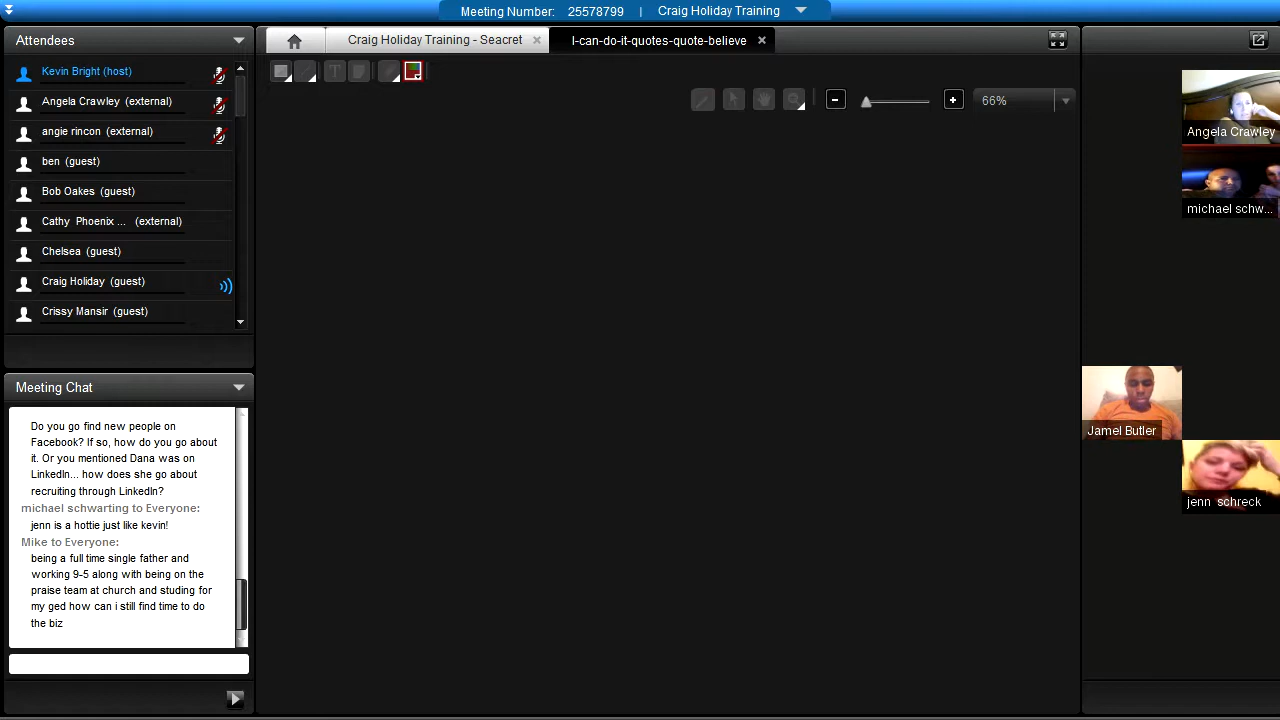 Meeting Number: 25578799 | Craig Holiday Training
Attendees
Kevin Bright (host)
Angela Crawley (external)
angie rincon (external)
ben (guest)
Bob Oakes (guest)
Cathy Phoenix ... (external)
Chelsea (guest)
Craig Holiday (guest)
Crissy Mansir (guest)
Meeting Chat
Do you go find new people on
Facebook? If so, how do you go about
it. Or you mentioned Dana was on
LinkedIn... how does she go about
recruiting through LinkedIn?
michael schwarting to Everyone:
jenn is a hottie just like kevin!
Mike to Everyone:
being a full time single father and
working 9-5 along with being on the
praise team at church and studing for
my ged how can i still find time to do
the biz
Craig Holiday Training - Seacret
I-can-do-it-quotes-quote-believe
T
66%
Angela Crawley
michael schw...
Jamel Butler
jenn schreck